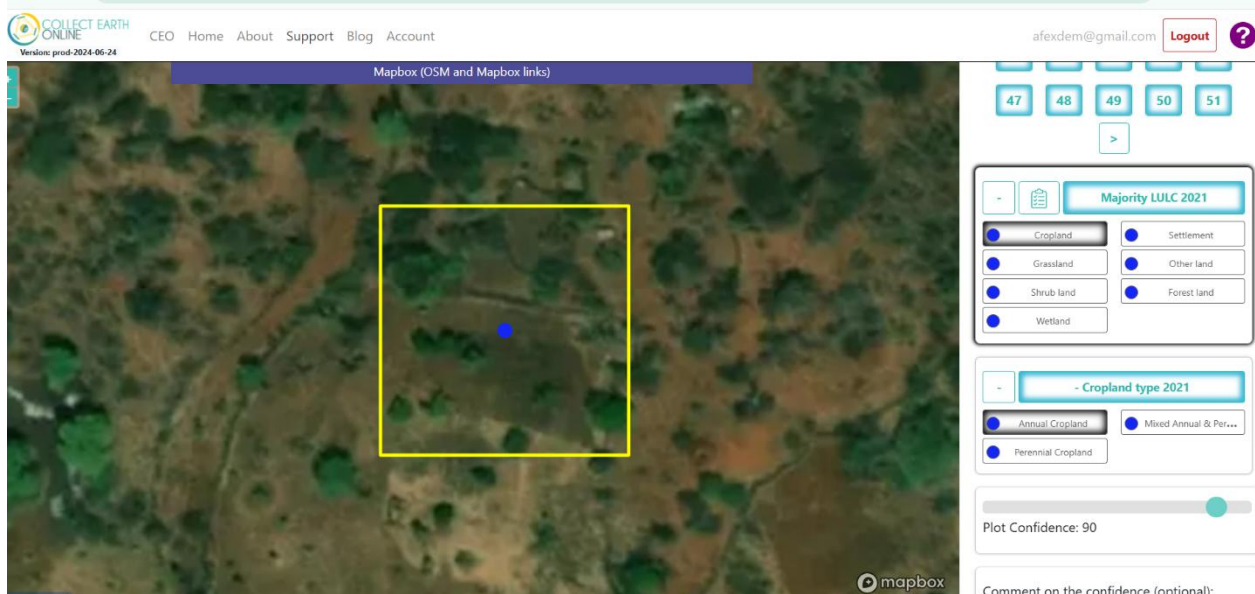 COLLECT EARTH
ONLINE
Version: prod-2024-06-24
CEO Home About Support Blog Account
afexdem@gmail.com Logout ?
Mapbox (OSM and Mapbox links)
+
-
47 48 49 50 51
>
- Majority LULC 2021
Cropland Settlement
Grassland Other land
Shrub land Forest land
Wetland
- - Cropland type 2021
Annual Cropland Mixed Annual & Per...
Perennial Cropland
Plot Confidence: 90
mapbox
Comment on the confidence (optional):